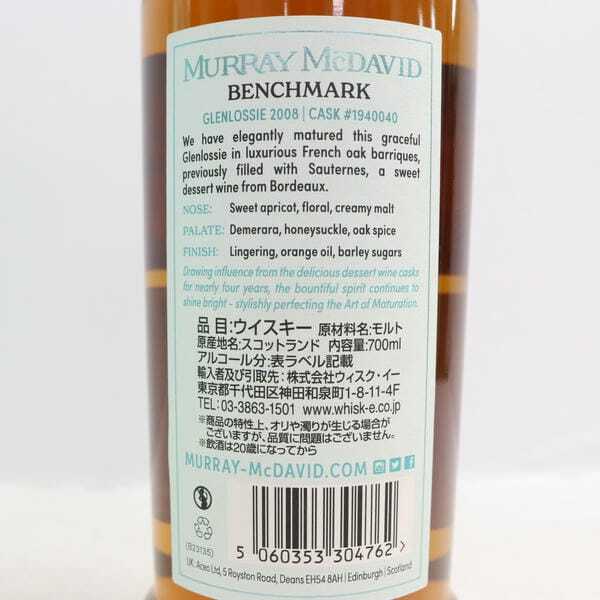 MURRAY McDAVID
BENCHMARK
GLENLOSSIE 2008 | CASK #1940040
We have elegantly matured this graceful
Glenlossie in luxurious French oak barriques,
previously filled with Sauternes, a sweet
dessert wine from Bordeaux.
NOSE: Sweet apricot, floral, creamy malt
PALATE: Demerara, honeysuckle, oak spice
FINISH: Lingering, orange oil, barley sugars
Drawing influence from the delicious dessert wine casks
for nearly four years, the bountiful spirit continues to
shine bright - stylishly perfecting the Art of Maturation.
品 目:ウイスキー 原材料名:モルト
原産地名:スコットランド 内容量:700ml
アルコール分:表ラベル記載
輸入者及び引取先:株式会社ウィスク・イー
東京都千代田区神田和泉町1-8-11-4F
TEL:03-3863-1501 www.whisk-e.co.jp
※商品の特性上、オリや濁りが生じる場合が
ございますが、品質に問題はございません。
※飲酒は20歳になってから
MURRAY-McDAVID.COM
(B23135)
5 060353 304762 >
UK: Aceo Ltd, 5 Royston Road, Deans EH54 8AH | Edinburgh | Scotland